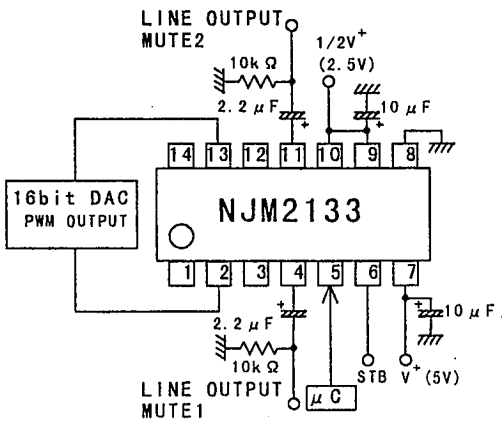 LINE OUTPUT
MUTE2
1/2V+
(2.5V)
10kΩ
2.2μF
10μF
14 13 12 11 10 9 8
16bit DAC
PWM OUTPUT
NJM2133
1 2 3 4 5 6 7
2.2μF
10kΩ
10μF
STB
V+(5V)
μC
LINE OUTPUT
MUTE1